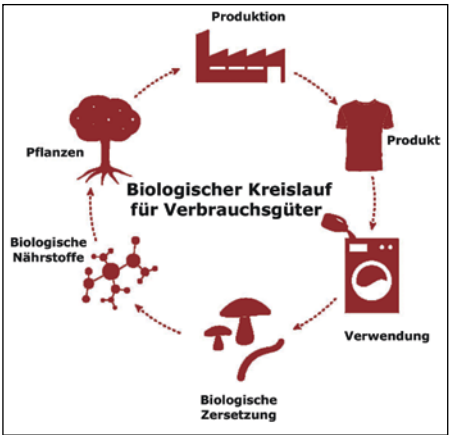 Produktion
Produkt
Pflanzen
Biologischer Kreislauf
für Verbrauchsgüter
Biologische
Nährstoffe
Verwendung
Biologische
Zersetzung